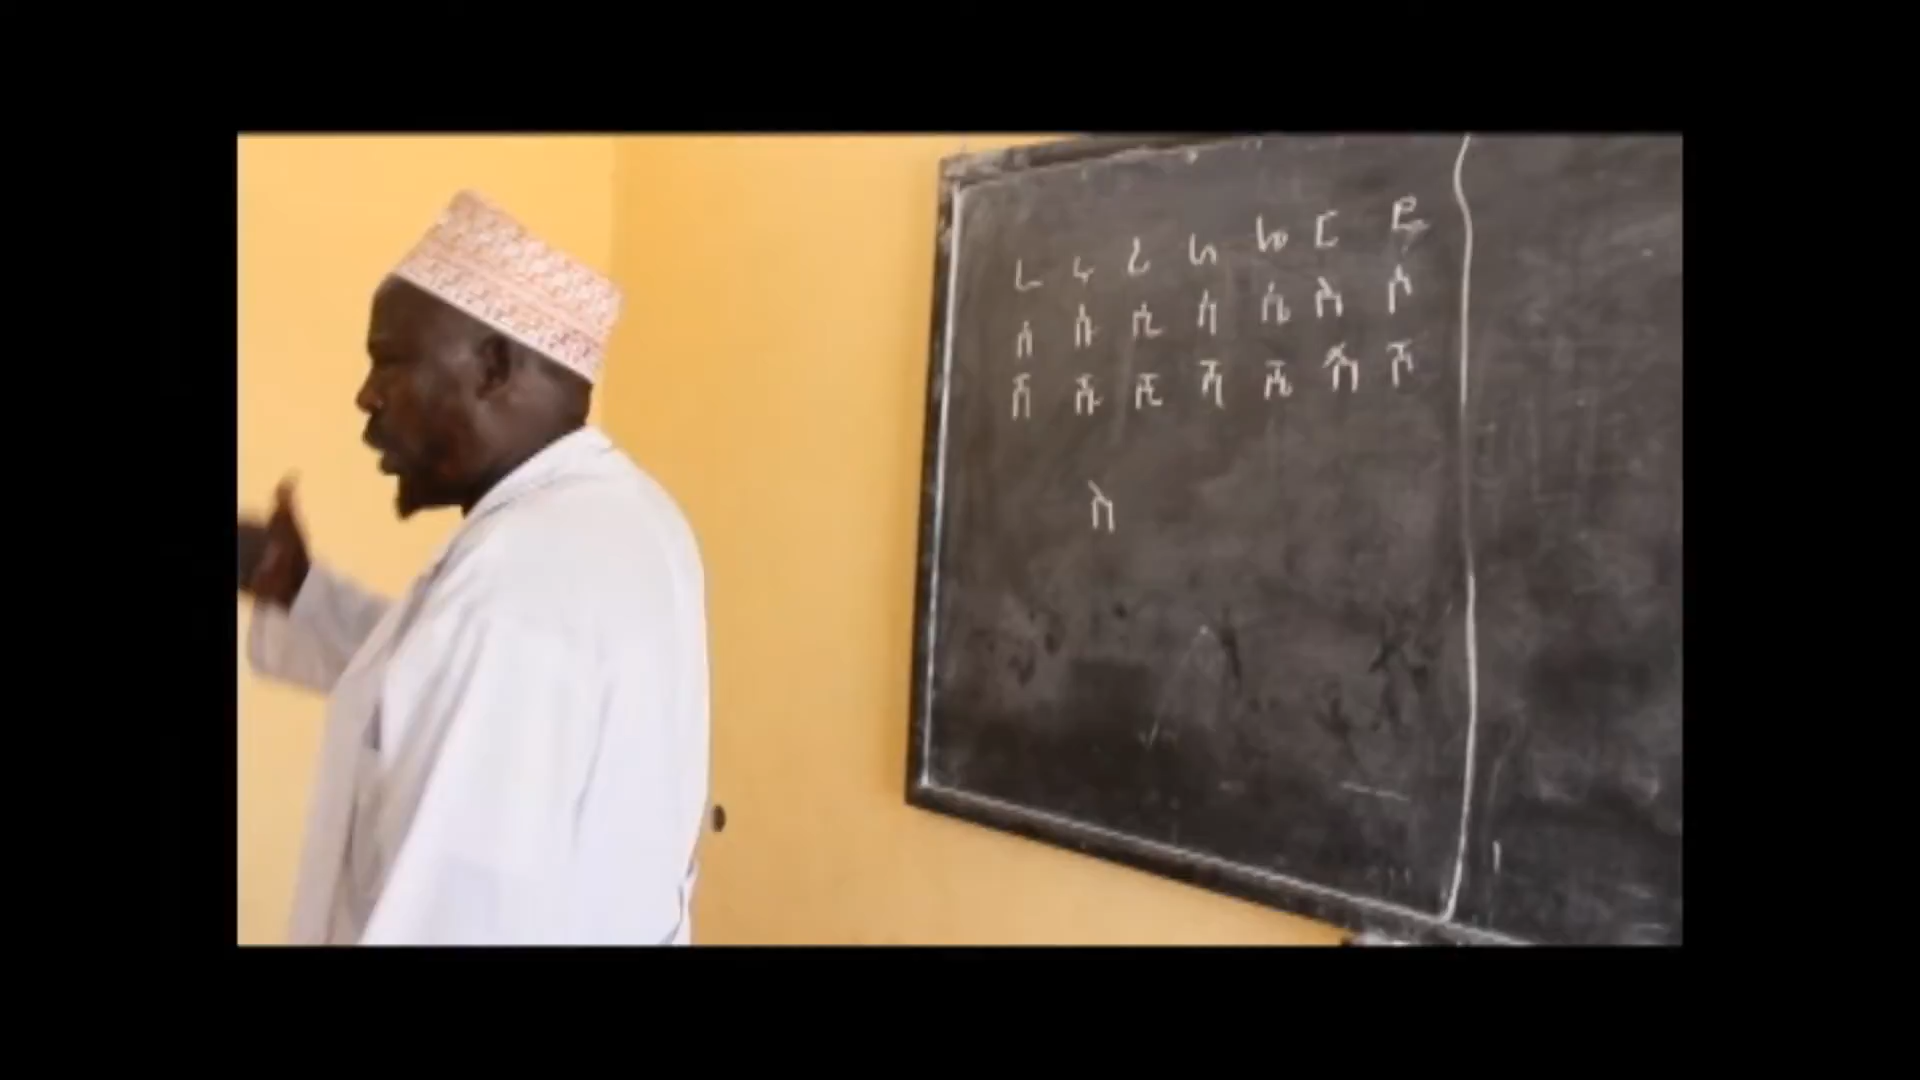 ረ ሩ ሪ ራ ሬ ር ሮ
ሰ ሱ ሲ ሳ ሴ ስ ሶ
ሸ ሹ ሺ ሻ ሼ ሽ ሾ
ስ